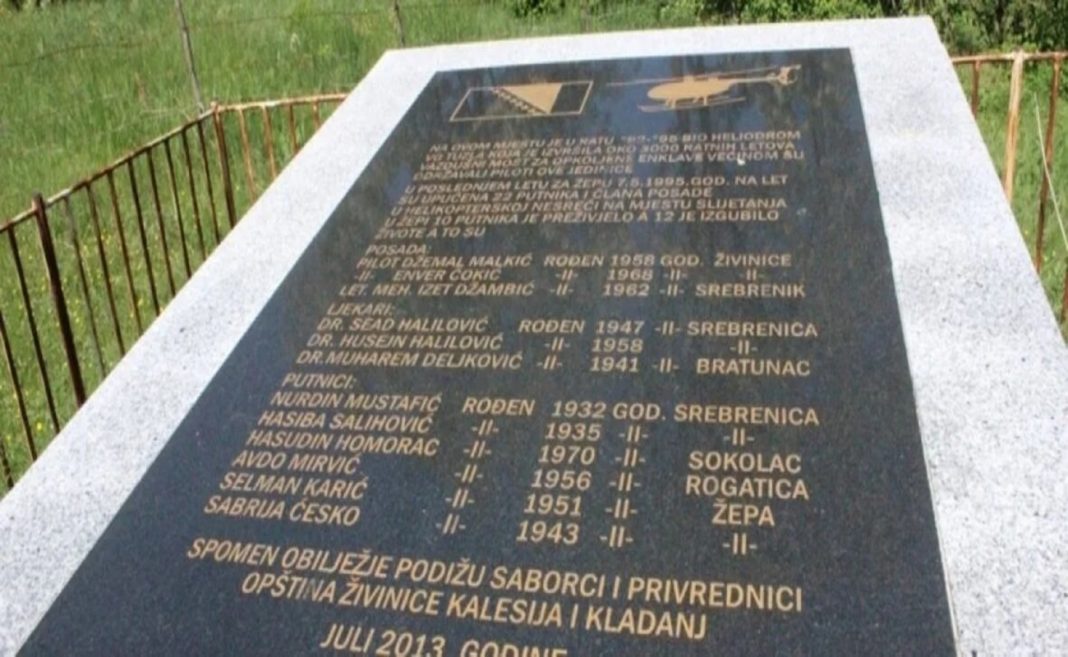 NA OVOM MJESTU JE U RATU "92-"95 BIO HELIODROM
VO TUZLA KOJA JE IZVRŠILA OKO 3000 RATNIH LETOVA
VAZDUŠNI MOST ZA OPKOLJENE ENKLAVE VEĆINOM SU
ODRŽAVALI PILOTI OVE JEDINICE
U POSLEDNJEM LETU ZA ŽEPU 7.5.1995.GOD. NA LET
SU UPUĆENA 22 PUTNIKA I ČLANA POSADE
U HELIKOPTERSKOJ NESREĆI NA MJESTU SLIJETANJA
U ŽEPI 10 PUTNIKA JE PREŽIVJELO A 12 JE IZGUBILO
ŽIVOTE A TO SU
POSADA:
PILOT DŽEMAL MALKIĆ ROĐEN 1958 GOD. ŽIVINICE
-II- ENVER ČOKIĆ -II- 1968 -II- -II-
LET. MEH. IZET DŽAMBIĆ -II- 1962 -II- SREBRENIK
LJEKARI:
DR. SEAD HALILOVIĆ ROĐEN 1947 -II- SREBRENICA
DR. HUSEJN HALILOVIĆ -II- 1958 -II-
DR.MUHAREM DELJKOVIĆ -II- 1941 -II- BRATUNAC
PUTNICI:
NURDIN MUSTAFIĆ ROĐEN 1932 GOD. SREBRENICA
HASIBA SALIHOVIĆ -II- 1935 -II- -II-
HASUDIN HOMORAC -II- 1970 -II- SOKOLAC
AVDO MIRVIĆ -II- 1956 -II- ROGATICA
SELMAN KARIĆ -II- 1951 -II- ŽEPA
SABRIJA ČESKO -II- 1943 -II- -II-
SPOMEN OBILJEŽJE PODIŽU SABORCI I PRIVREDNICI
OPŠTINA ŽIVINICE KALESIJA I KLADANJ
JULI 2013. GODINE